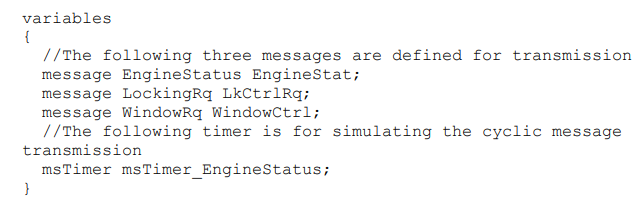 variables
{
//The following three messages are defined for transmission
message EngineStatus EngineStat;
message LockingRq LkCtrlRq;
message WindowRq WindowCtrl;
//The following timer is for simulating the cyclic message
transmission
msTimer msTimer_EngineStatus;
}